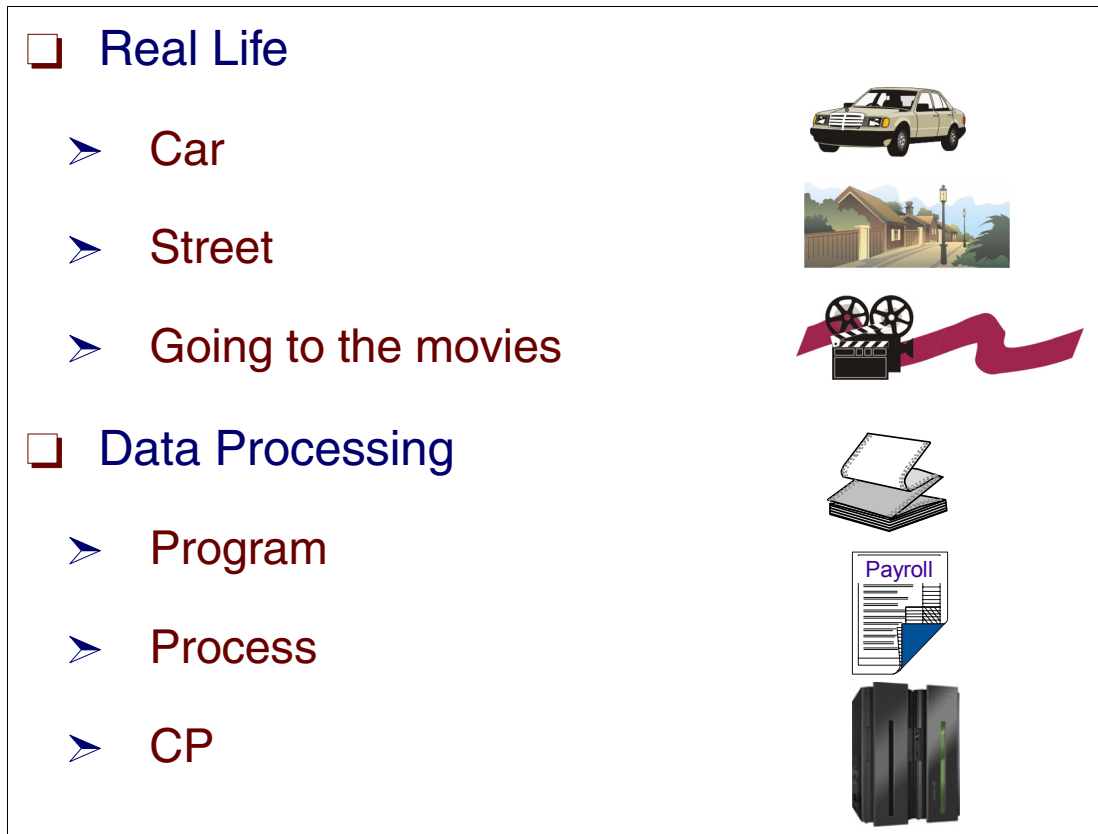 Real Life
Car
Street
Going to the movies
Data Processing
Program
Payroll
Process
CP